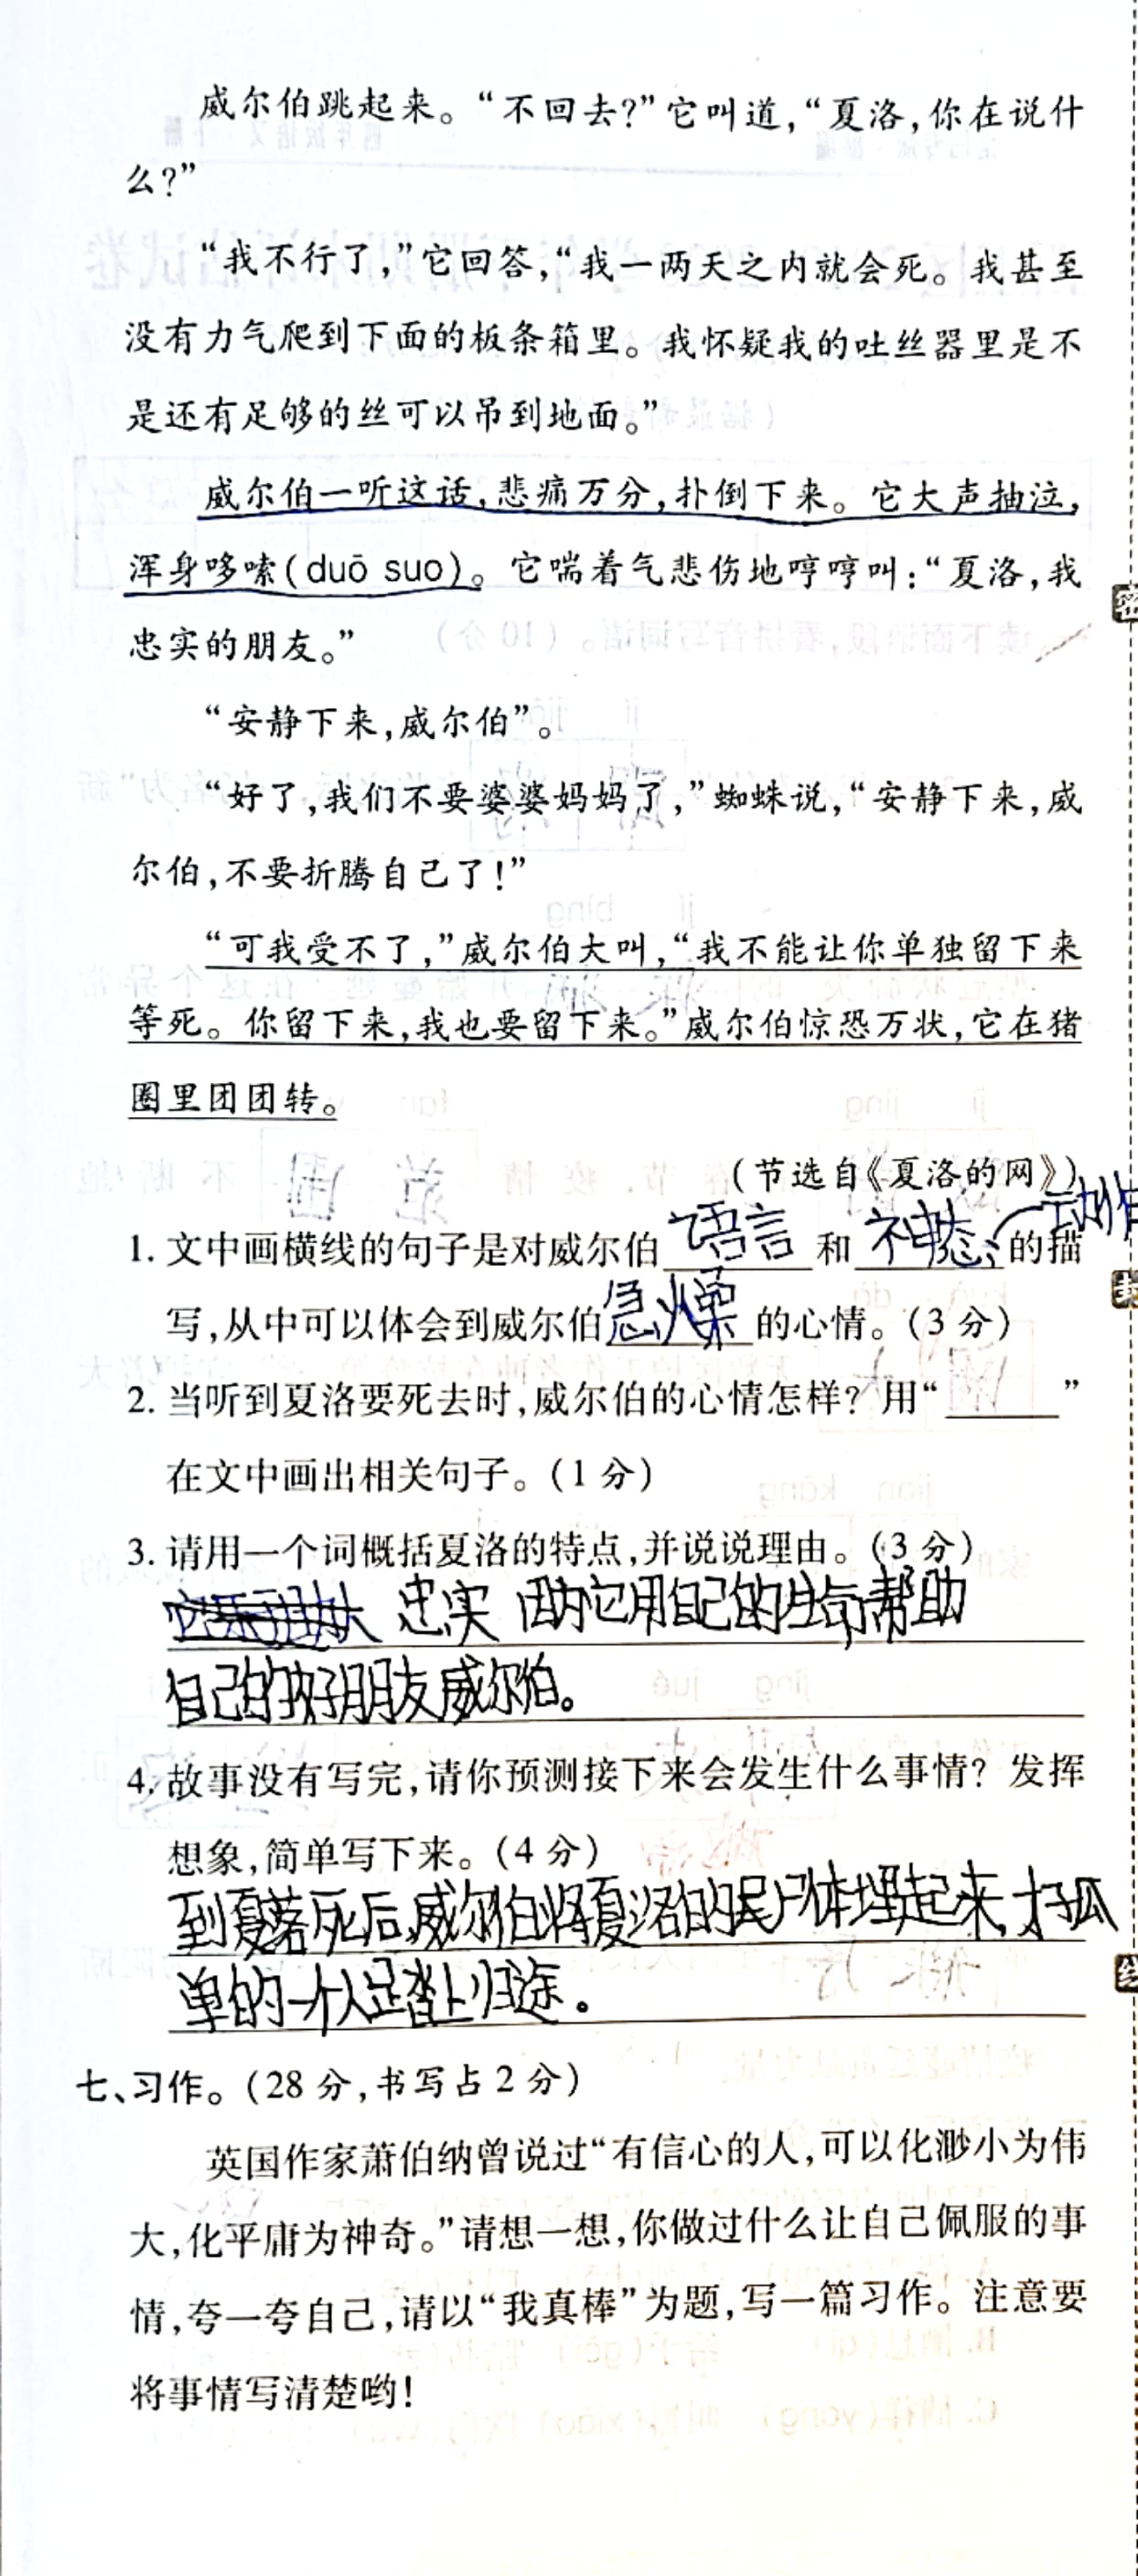 威尔伯跳起来。“不回去?”它叫道,“夏洛,你在说什
么?”
“我不行了,”它回答,“我一两天之内就会死。我甚至
没有力气爬到下面的板条箱里。我怀疑我的吐丝器里是不
是还有足够的丝可以吊到地面。”
威尔伯一听这话,悲痛万分,扑倒下来。它大声抽泣,
浑身哆嗦(duō suo)。它喘着气悲伤地哼哼叫:“夏洛,我
忠实的朋友。”
“安静下来,威尔伯”。
“好了,我们不要婆婆妈妈了,”蜘蛛说,“安静下来,威
尔伯,不要折腾自己了!”
“可我受不了,”威尔伯大叫,“我不能让你单独留下来
等死。你留下来,我也要留下来。”威尔伯惊恐万状,它在猪
圈里团团转。
(节选自《夏洛的网》)
1. 文中画横线的句子是对威尔伯 语言 和 神态、动作 的描
写,从中可以体会到威尔伯 急燥 的心情。(3 分)
2. 当听到夏洛要死去时,威尔伯的心情怎样? 用“______”
在文中画出相关句子。(1 分)
3. 请用一个词概括夏洛的特点,并说说理由。(3 分)
忠实 因为它用自己的生命帮助
自己的好朋友威尔伯。
4. 故事没有写完,请你预测接下来会发生什么事情? 发挥
想象,简单写下来。(4 分)
到夏落死后,威尔伯将夏洛的尸体埋起来,才孤
单的一个人踏上归途。
七、习作。(28 分,书写占 2 分)
英国作家萧伯纳曾说过“有信心的人,可以化渺小为伟
大,化平庸为神奇。”请想一想,你做过什么让自己佩服的事
情,夸一夸自己,请以“我真棒”为题,写一篇习作。注意要
将事情写清楚哟!
密
封
线